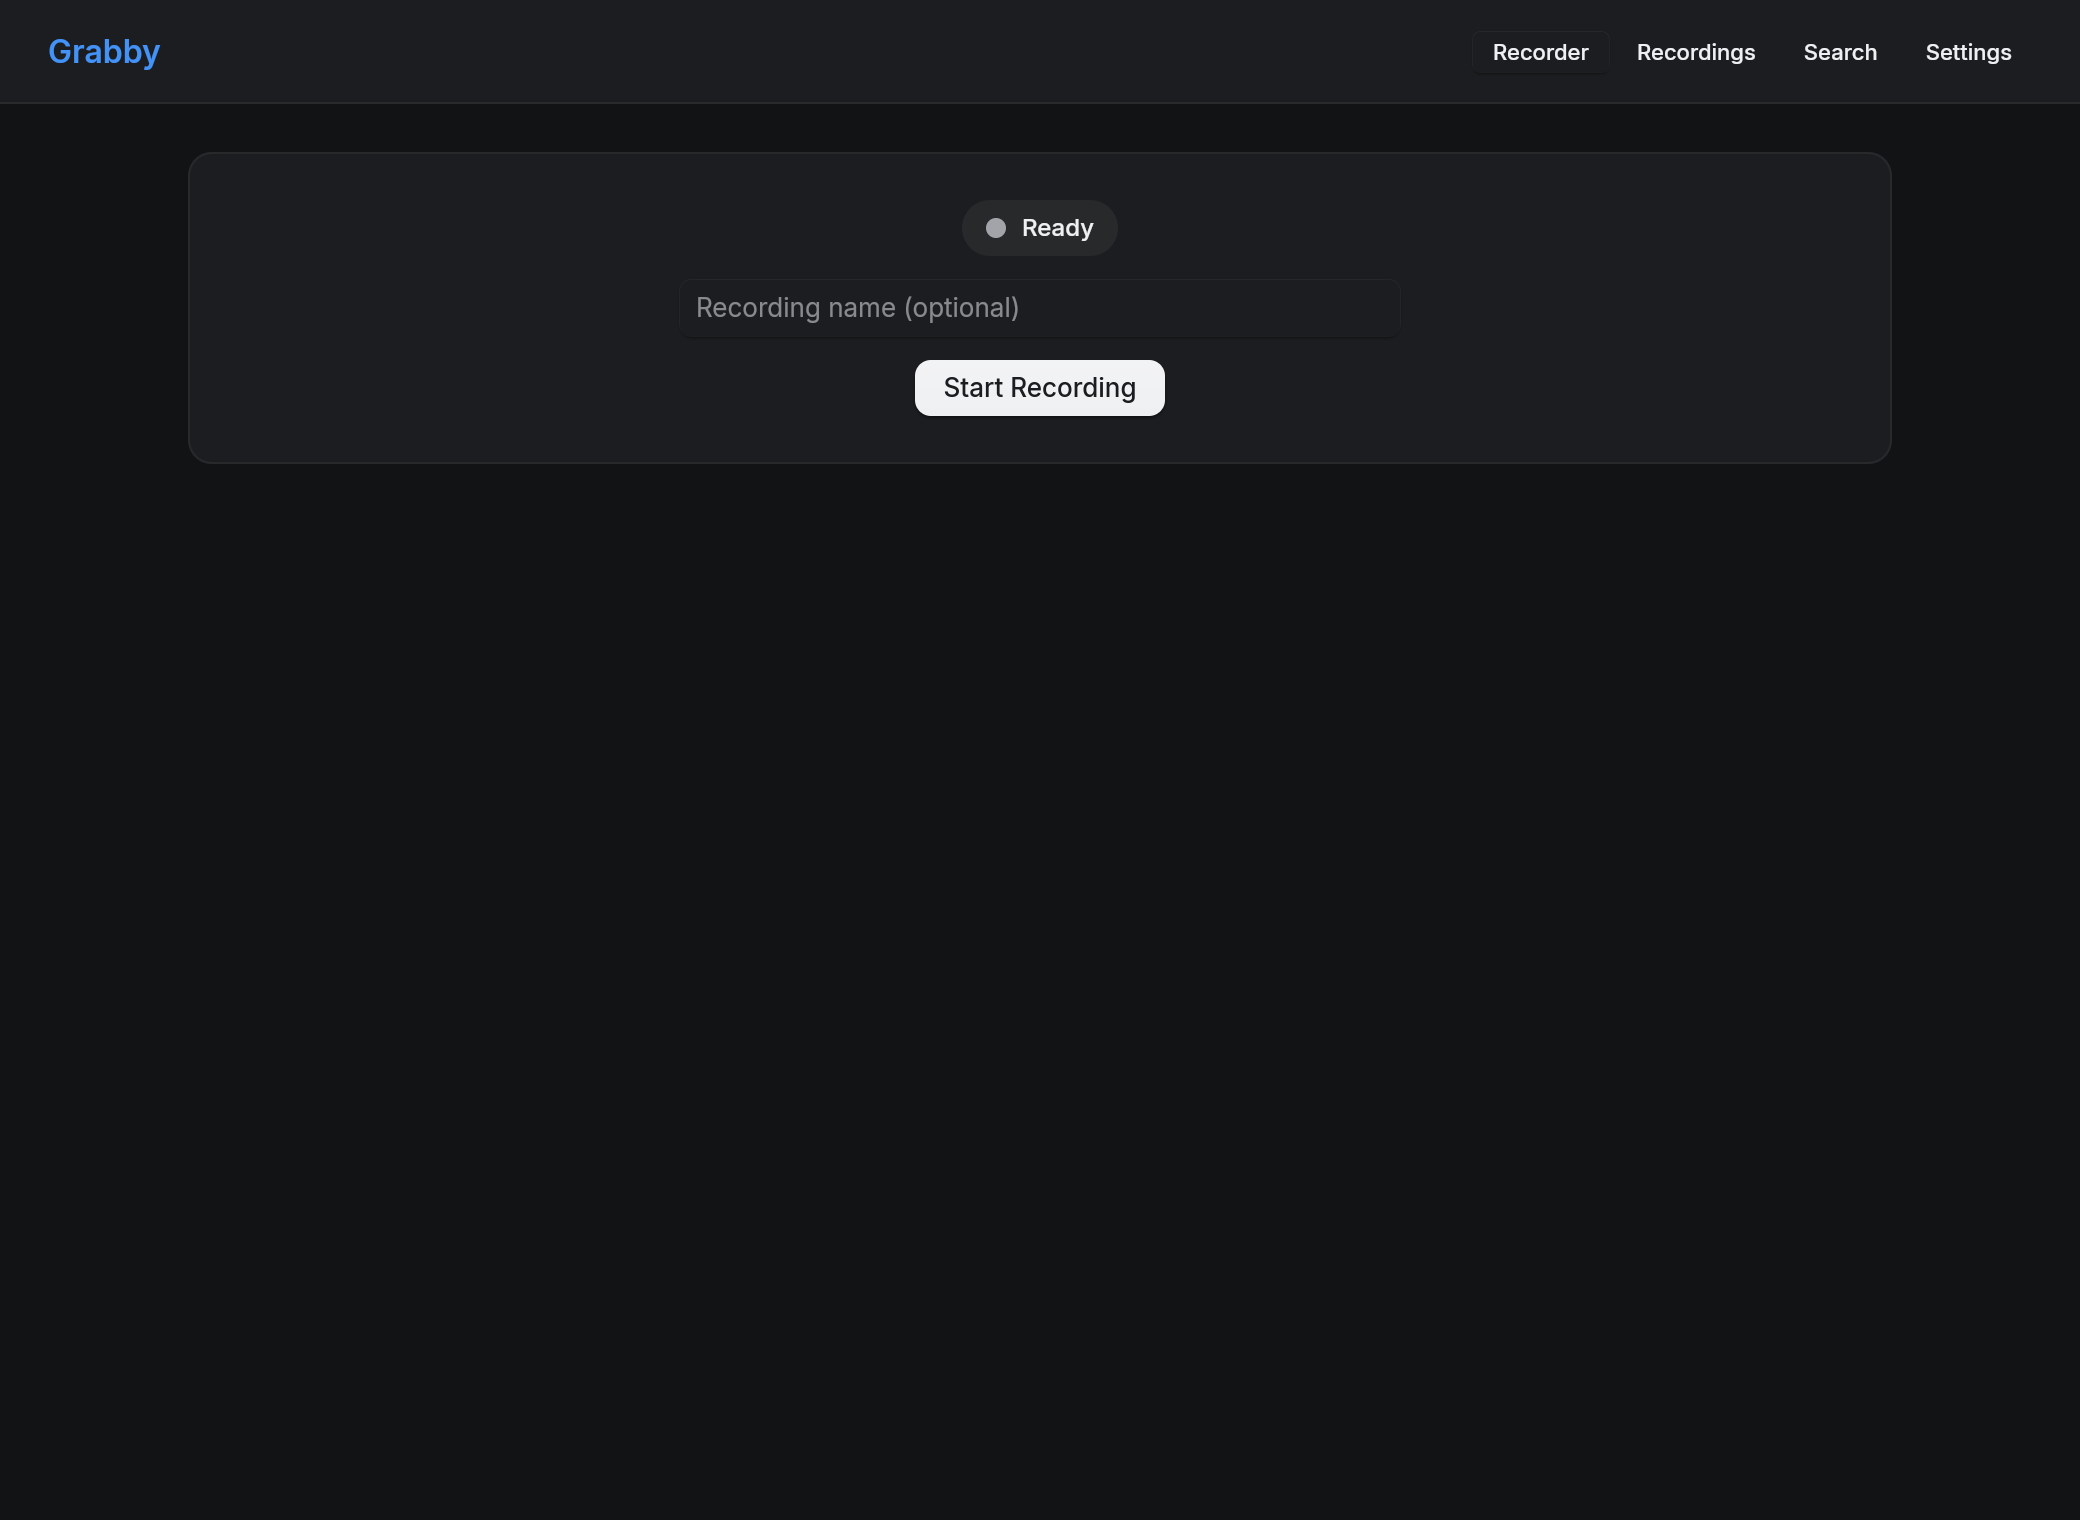 Grabby
Recorder Recordings Search Settings
Ready
Recording name (optional)
Start Recording